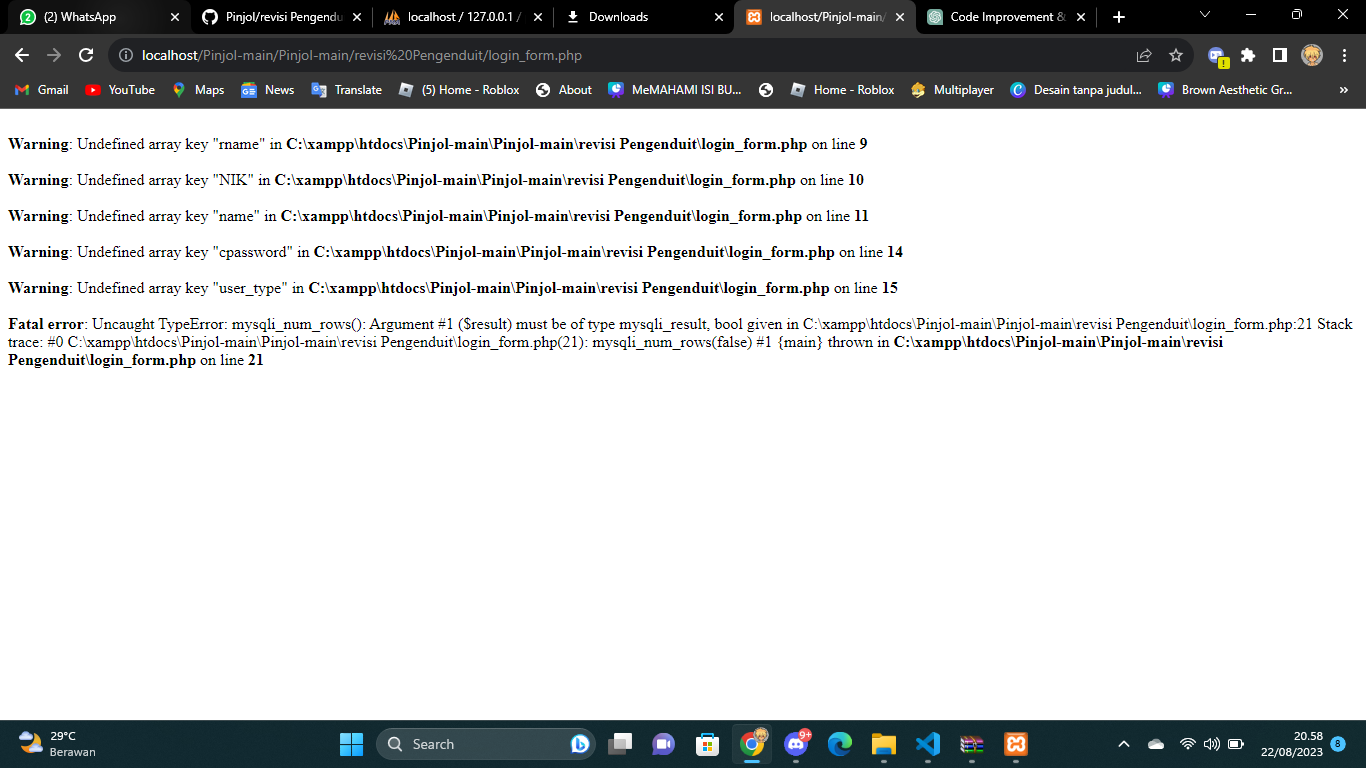 (2) WhatsApp
Pinjol/revisi Pengendu
localhost / 127.0.0.1 /
Downloads
localhost/Pinjol-main/
Code Improvement &
localhost/Pinjol-main/Pinjol-main/revisi%20Pengenduit/login_form.php
Gmail
YouTube
Maps
News
Translate
(5) Home - Roblox
About
MeMAHAMI ISI BU...
Home - Roblox
Multiplayer
Desain tanpa judul...
Brown Aesthetic Gr...
»
Warning: Undefined array key "rname" in C:\xampp\htdocs\Pinjol-main\Pinjol-main\revisi Pengenduit\login_form.php on line 9
Warning: Undefined array key "NIK" in C:\xampp\htdocs\Pinjol-main\Pinjol-main\revisi Pengenduit\login_form.php on line 10
Warning: Undefined array key "name" in C:\xampp\htdocs\Pinjol-main\Pinjol-main\revisi Pengenduit\login_form.php on line 11
Warning: Undefined array key "cpassword" in C:\xampp\htdocs\Pinjol-main\Pinjol-main\revisi Pengenduit\login_form.php on line 14
Warning: Undefined array key "user_type" in C:\xampp\htdocs\Pinjol-main\Pinjol-main\revisi Pengenduit\login_form.php on line 15
Fatal error: Uncaught TypeError: mysqli_num_rows(): Argument #1 ($result) must be of type mysqli_result, bool given in C:\xampp\htdocs\Pinjol-main\Pinjol-main\revisi Pengenduit\login_form.php:21 Stack
trace: #0 C:\xampp\htdocs\Pinjol-main\Pinjol-main\revisi Pengenduit\login_form.php(21): mysqli_num_rows(false) #1 {main} thrown in C:\xampp\htdocs\Pinjol-main\Pinjol-main\revisi
Pengenduit\login_form.php on line 21
29°C
Berawan
Search
9+
20.58
22/08/2023
8